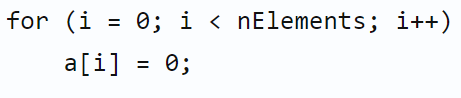 for (i = 0; i < nElements; i++)
    a[i] = 0;